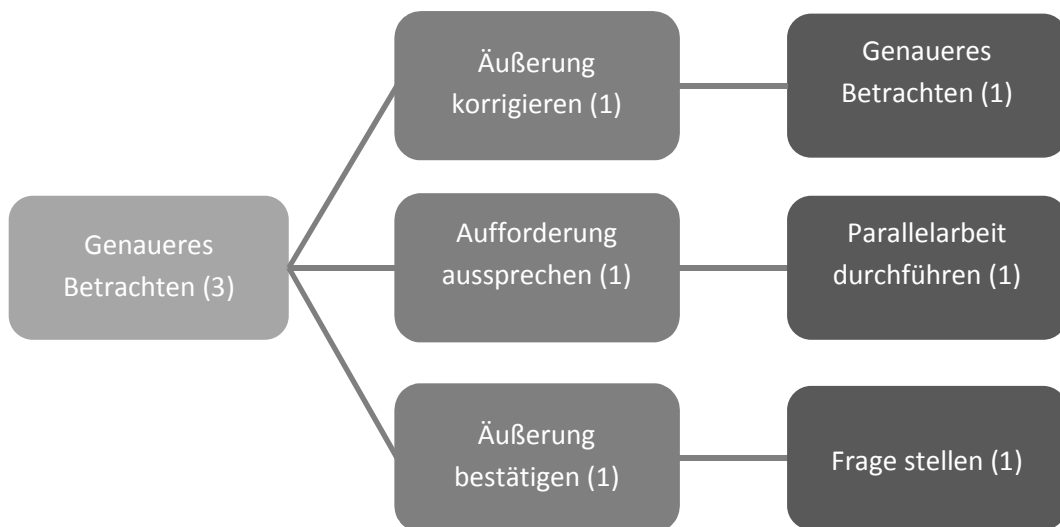 Genaueres
Betrachten (3)
Äußerung
korrigieren (1)
Genaueres
Betrachten (1)
Aufforderung
aussprechen (1)
Parallelarbeit
durchführen (1)
Äußerung
bestätigen (1)
Frage stellen (1)